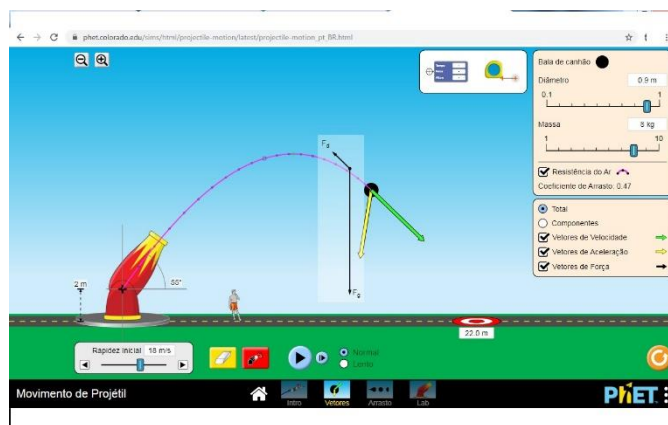 phet.colorado.edu/sims/html/projectile-motion/latest/projectile-motion_pt_BR.html
Bala de canhão
Diâmetro 0.9 m
0.1 1
Massa 8 kg
1 10
Resistência do Ar
Coeficiente de Arrasto: 0.47
Total
Componentes
Vetores de Velocidade
Vetores de Aceleração
Vetores de Força
Fd
Fg
2 m
22.0 m
Rapidez Inicial 18 m/s
Normal
Lento
Movimento de Projétil
Intro
Vetores
Arrasto
Lab
PhET